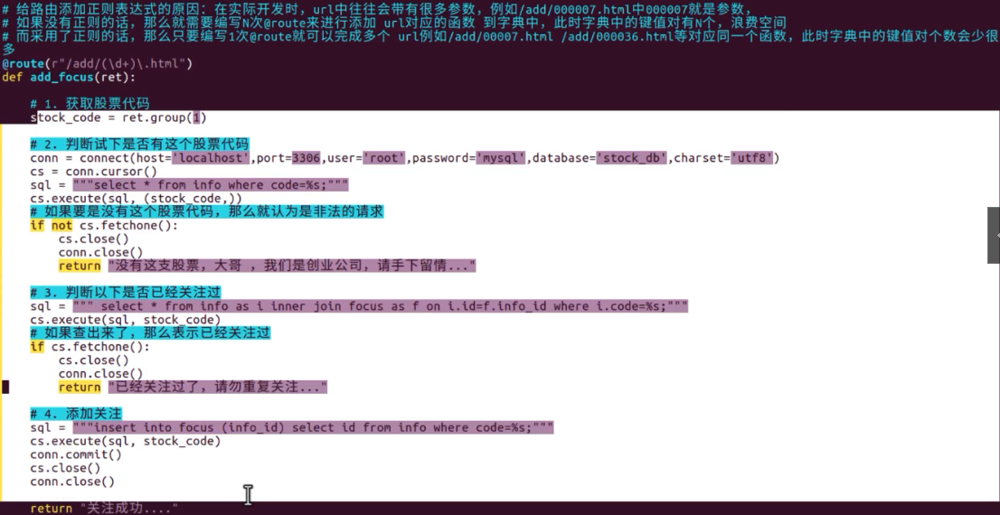 # 给路由添加正则表达式的原因：在实际开发时，url中往往会带有很多参数，例如/add/000007.html中000007就是参数，
# 如果没有正则的话，那么就需要编写N次@route来进行添加 url对应的函数 到字典中，此时字典中的键值对有N个，浪费空间
# 而采用了正则的话，那么只要编写1次@route就可以完成多个 url例如/add/00007.html /add/000036.html等对应同一个函数，此时字典中的键值对个数会少很
多
@route(r"/add/(\d+)\.html")
def add_focus(ret):
# 1. 获取股票代码
stock_code = ret.group(1)
# 2. 判断试下是否有这个股票代码
conn = connect(host='localhost',port=3306,user='root',password='mysql',database='stock_db',charset='utf8')
cs = conn.cursor()
sql = """select * from info where code=%s;"""
cs.execute(sql, (stock_code,))
# 如果要是没有这个股票代码，那么就认为是非法的请求
if not cs.fetchone():
cs.close()
conn.close()
return "没有这支股票，大哥 ，我们是创业公司，请手下留情..."
# 3. 判断以下是否已经关注过
sql = """ select * from info as i inner join focus as f on i.id=f.info_id where i.code=%s;"""
cs.execute(sql, stock_code)
# 如果查出来了，那么表示已经关注过
if cs.fetchone():
cs.close()
conn.close()
return "已经关注过了，请勿重复关注..."
# 4. 添加关注
sql = """insert into focus (info_id) select id from info where code=%s;"""
cs.execute(sql, stock_code)
conn.commit()
cs.close()
conn.close()
return "关注成功...."